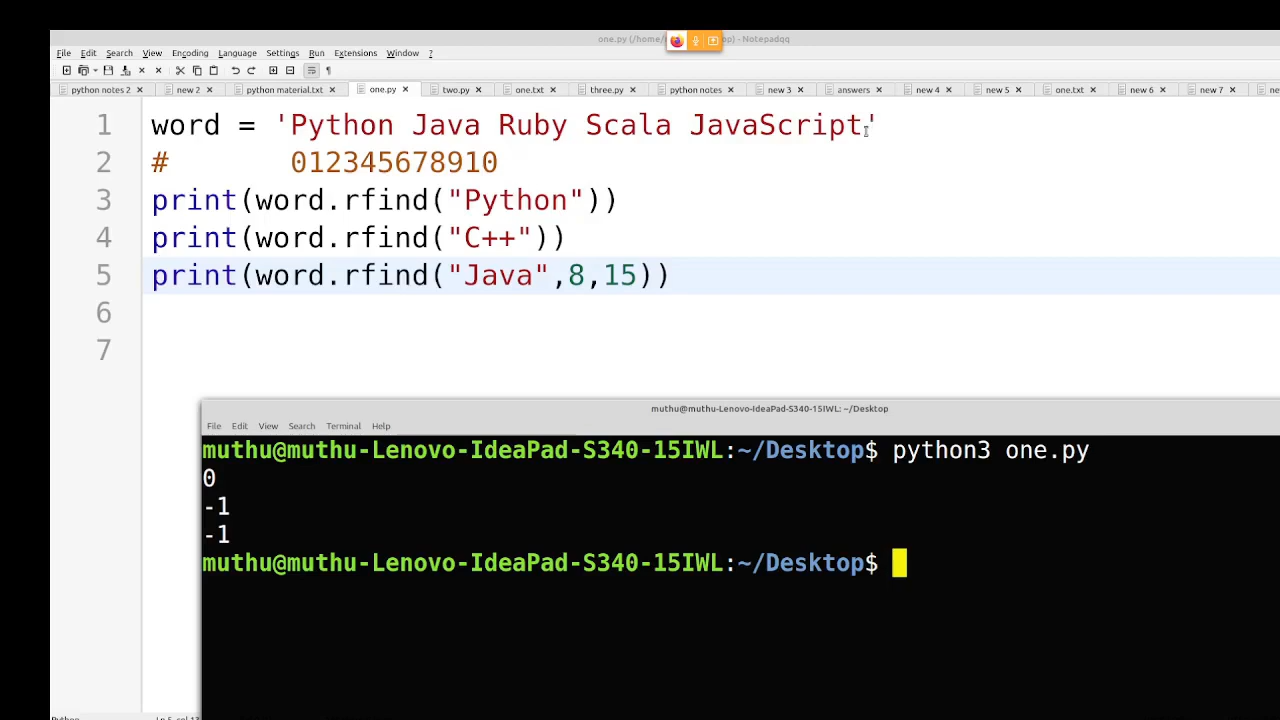 one.py (/home/ op) - Notepadqq
File Edit Search View Encoding Language Settings Run Extensions Window ?
python notes 2 new 2 python material.txt one.py two.py one.txt three.py python notes new 3 answers new 4 new 5 one.txt new 6 new 7
1 word = 'Python Java Ruby Scala JavaScript'
2 # 012345678910
3 print(word.rfind("Python"))
4 print(word.rfind("C++"))
5 print(word.rfind("Java",8,15))
6
7
muthu@muthu-Lenovo-IdeaPad-S340-15IWL: ~/Desktop
File Edit View Search Terminal Help
muthu@muthu-Lenovo-IdeaPad-S340-15IWL:~/Desktop$ python3 one.py
0
-1
-1
muthu@muthu-Lenovo-IdeaPad-S340-15IWL:~/Desktop$